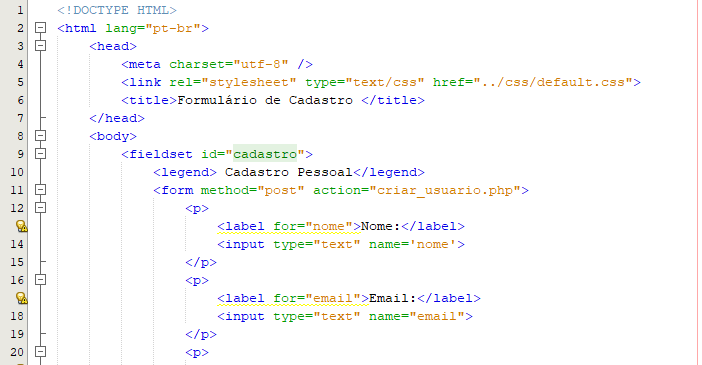 1 <!DOCTYPE HTML>
2 <html lang="pt-br">
3 <head>
4 <meta charset="utf-8" />
5 <link rel="stylesheet" type="text/css" href="../css/default.css">
6 <title>Formulário de Cadastro </title>
7 </head>
8 <body>
9 <fieldset id="cadastro">
10 <legend> Cadastro Pessoal</legend>
11 <form method="post" action="criar_usuario.php">
12 <p>
<label for="nome">Nome:</label>
14 <input type="text" name='nome'>
15 </p>
16 <p>
<label for="email">Email:</label>
18 <input type="text" name="email">
19 </p>
20 <p>